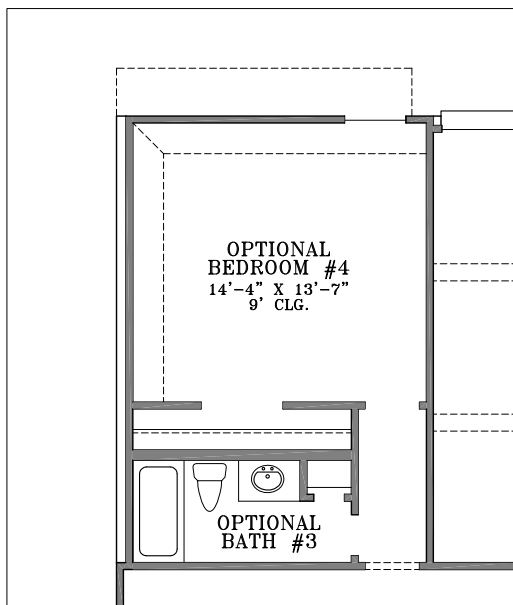 OPTIONAL
BEDROOM #4
14'-4" X 13'-7"
9' CLG.
OPTIONAL
BATH #3